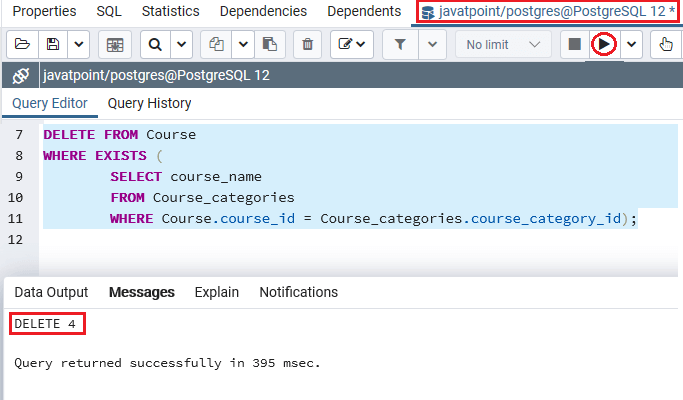 Properties SQL Statistics Dependencies Dependents javatpoint/postgres@PostgreSQL 12 *
No limit
javatpoint/postgres@PostgreSQL 12
Query Editor Query History
7 DELETE FROM Course
8 WHERE EXISTS (
9 SELECT course_name
10 FROM Course_categories
11 WHERE Course.course_id = Course_categories.course_category_id);
12
Data Output Messages Explain Notifications
DELETE 4
Query returned successfully in 395 msec.